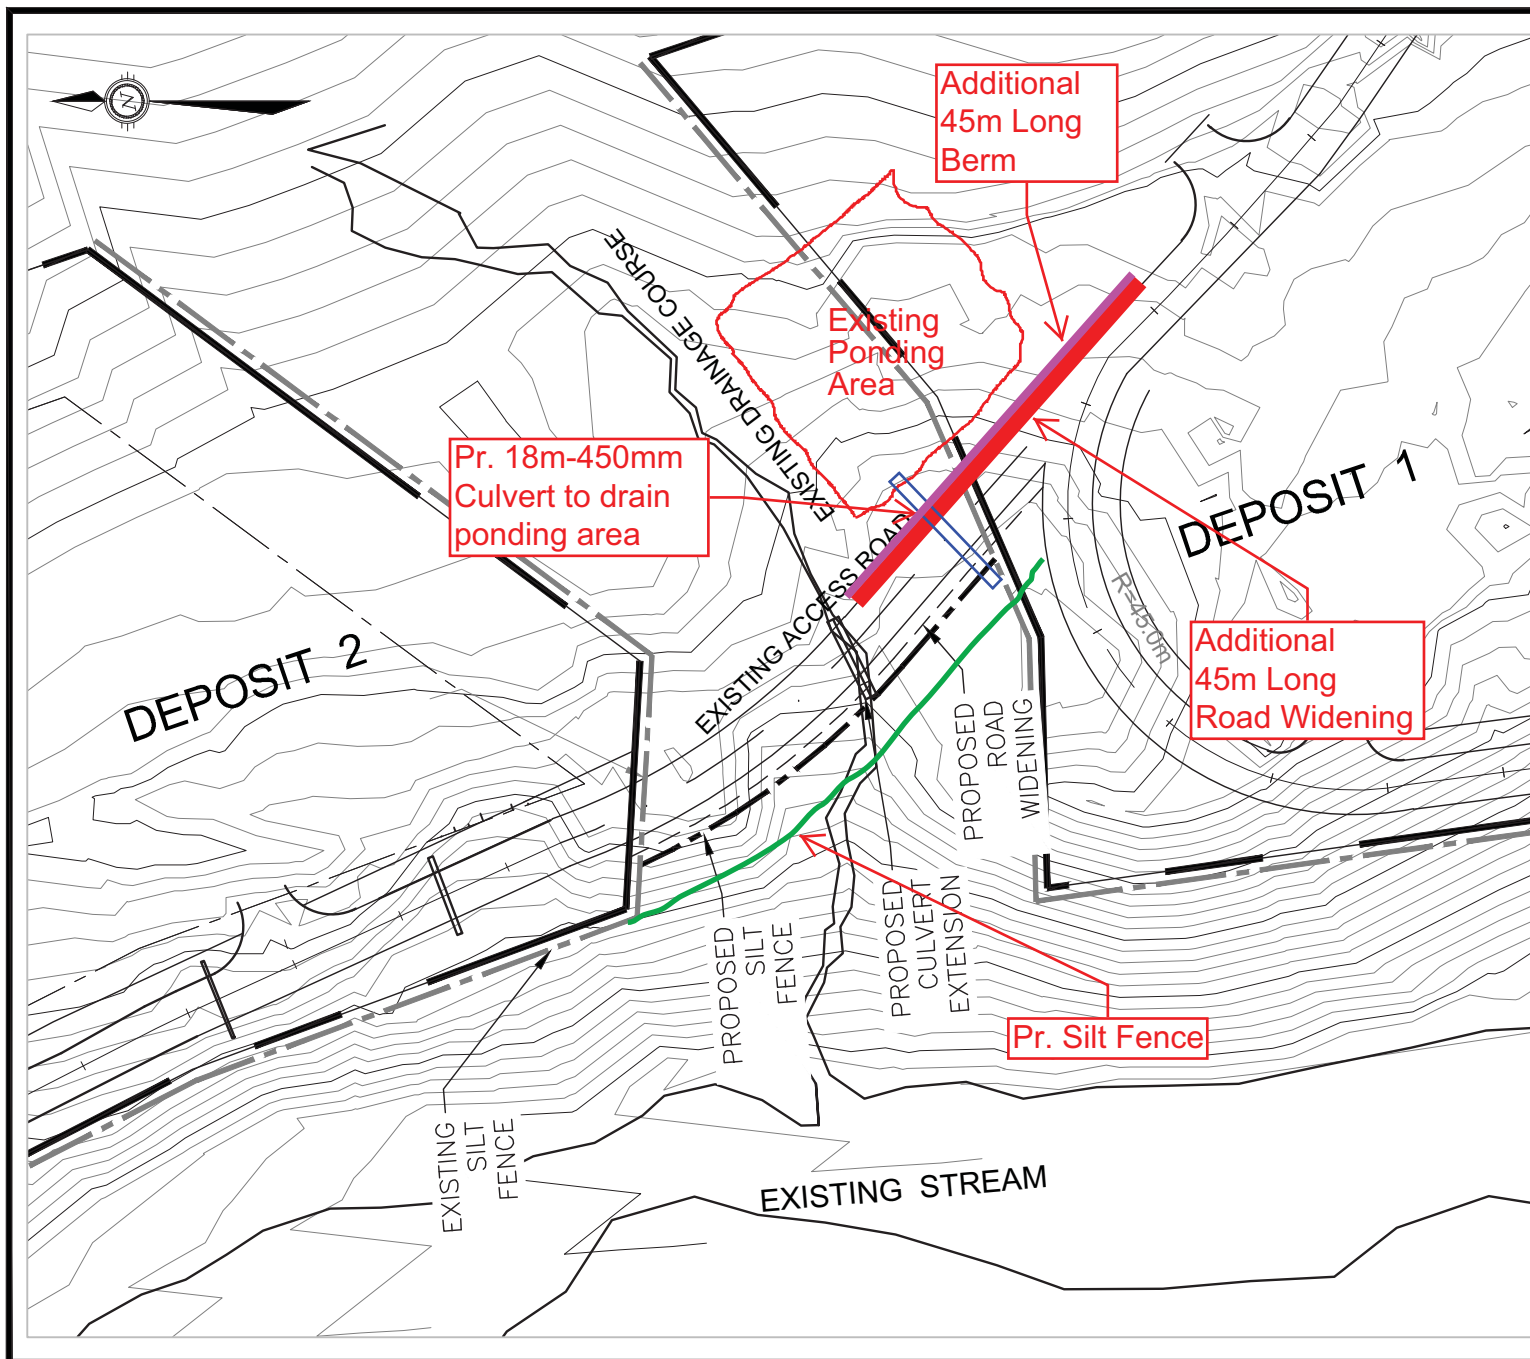 N
Additional
45m Long
Berm
EXISTING DRAINAGE COURSE
Existing
Ponding
Area
Pr. 18m-450mm
Culvert to drain
ponding area
DEPOSIT 1
EXISTING ACCESS ROAD
R=45.0m
DEPOSIT 2
Additional
45m Long
Road Widening
PROPOSED
ROAD
WIDENING
PROPOSED
SILT
FENCE
PROPOSED
CULVERT
EXTENSION
Pr. Silt Fence
EXISTING
SILT
FENCE
EXISTING STREAM